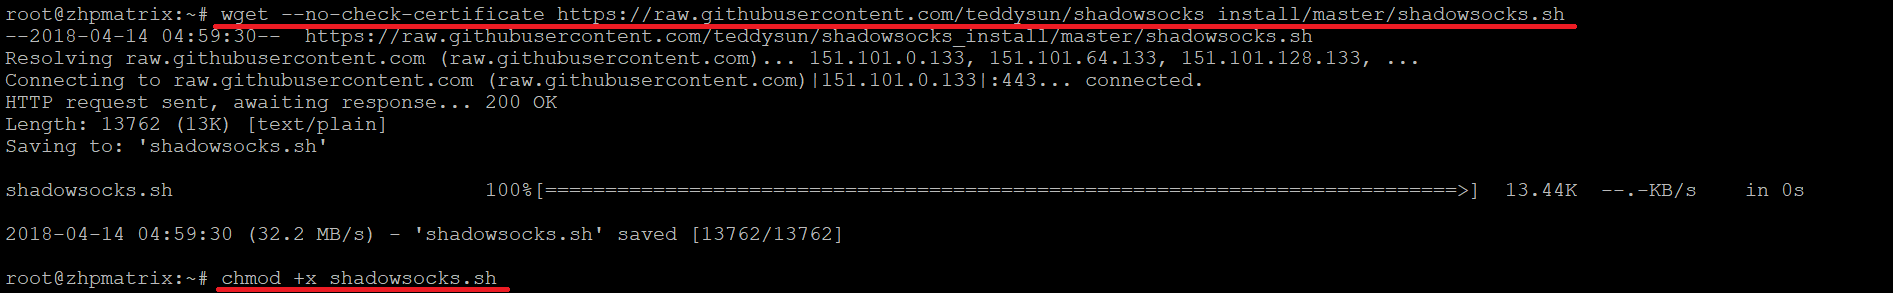 root@zhpmatrix:~# wget --no-check-certificate https://raw.githubusercontent.com/teddysun/shadowsocks_install/master/shadowsocks.sh
--2018-04-14 04:59:30--  https://raw.githubusercontent.com/teddysun/shadowsocks_install/master/shadowsocks.sh
Resolving raw.githubusercontent.com (raw.githubusercontent.com)... 151.101.0.133, 151.101.64.133, 151.101.128.133, ...
Connecting to raw.githubusercontent.com (raw.githubusercontent.com)|151.101.0.133|:443... connected.
HTTP request sent, awaiting response... 200 OK
Length: 13762 (13K) [text/plain]
Saving to: 'shadowsocks.sh'
shadowsocks.sh                          100%[============================================================================>]  13.44K  --.-KB/s    in 0s
2018-04-14 04:59:30 (32.2 MB/s) - 'shadowsocks.sh' saved [13762/13762]
root@zhpmatrix:~# chmod +x shadowsocks.sh